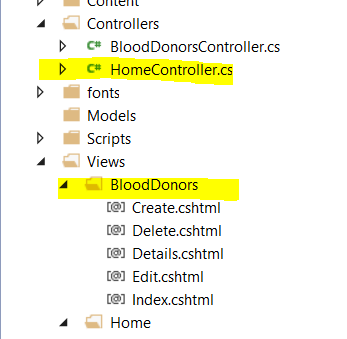 Content
Controllers
C# BloodDonorsController.cs
C# HomeController.cs
fonts
Models
Scripts
Views
BloodDonors
[@] Create.cshtml
[@] Delete.cshtml
[@] Details.cshtml
[@] Edit.cshtml
[@] Index.cshtml
Home